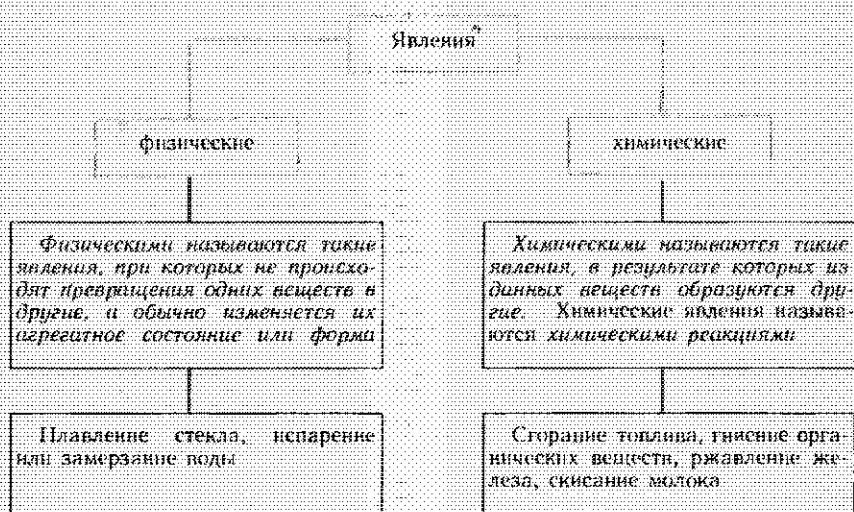 Явления
физические
химические
Физическими называются такие
явления, при которых не происхо-
дят превращения одних веществ в
другие, а обычно изменяется их
агрегатное состояние или форма
Химическими называются такие
явления, в результате которых из
данных веществ образуются дру-
гие. Химические явления называ-
ются химическими реакциями
Плавление стекла, испарение
или замерзание воды
Сгорание топлива, гниение орга-
нических веществ, ржавление же-
леза, скисание молока